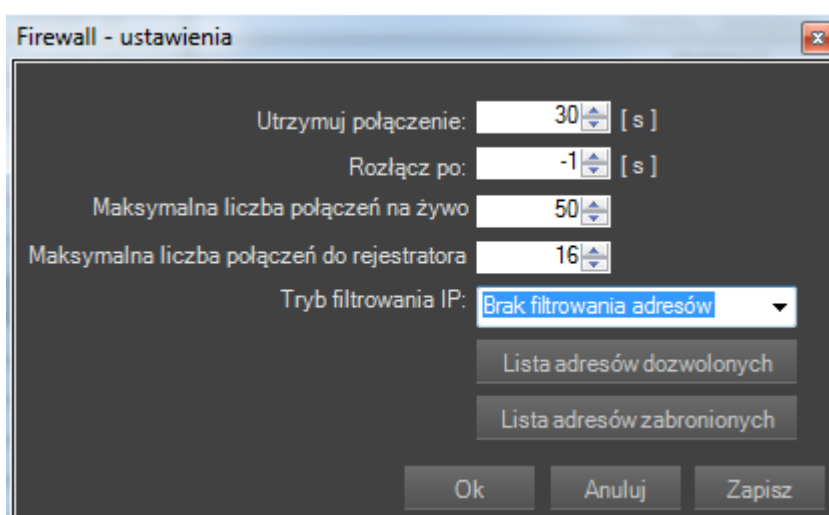 Firewall - ustawienia
Utrzymuj połączenie: 30 [ s ]
Rozłącz po: -1 [ s ]
Maksymalna liczba połączeń na żywo 50
Maksymalna liczba połączeń do rejestratora 16
Tryb filtrowania IP: Brak filtrowania adresów
Lista adresów dozwolonych
Lista adresów zabronionych
Ok Anuluj Zapisz